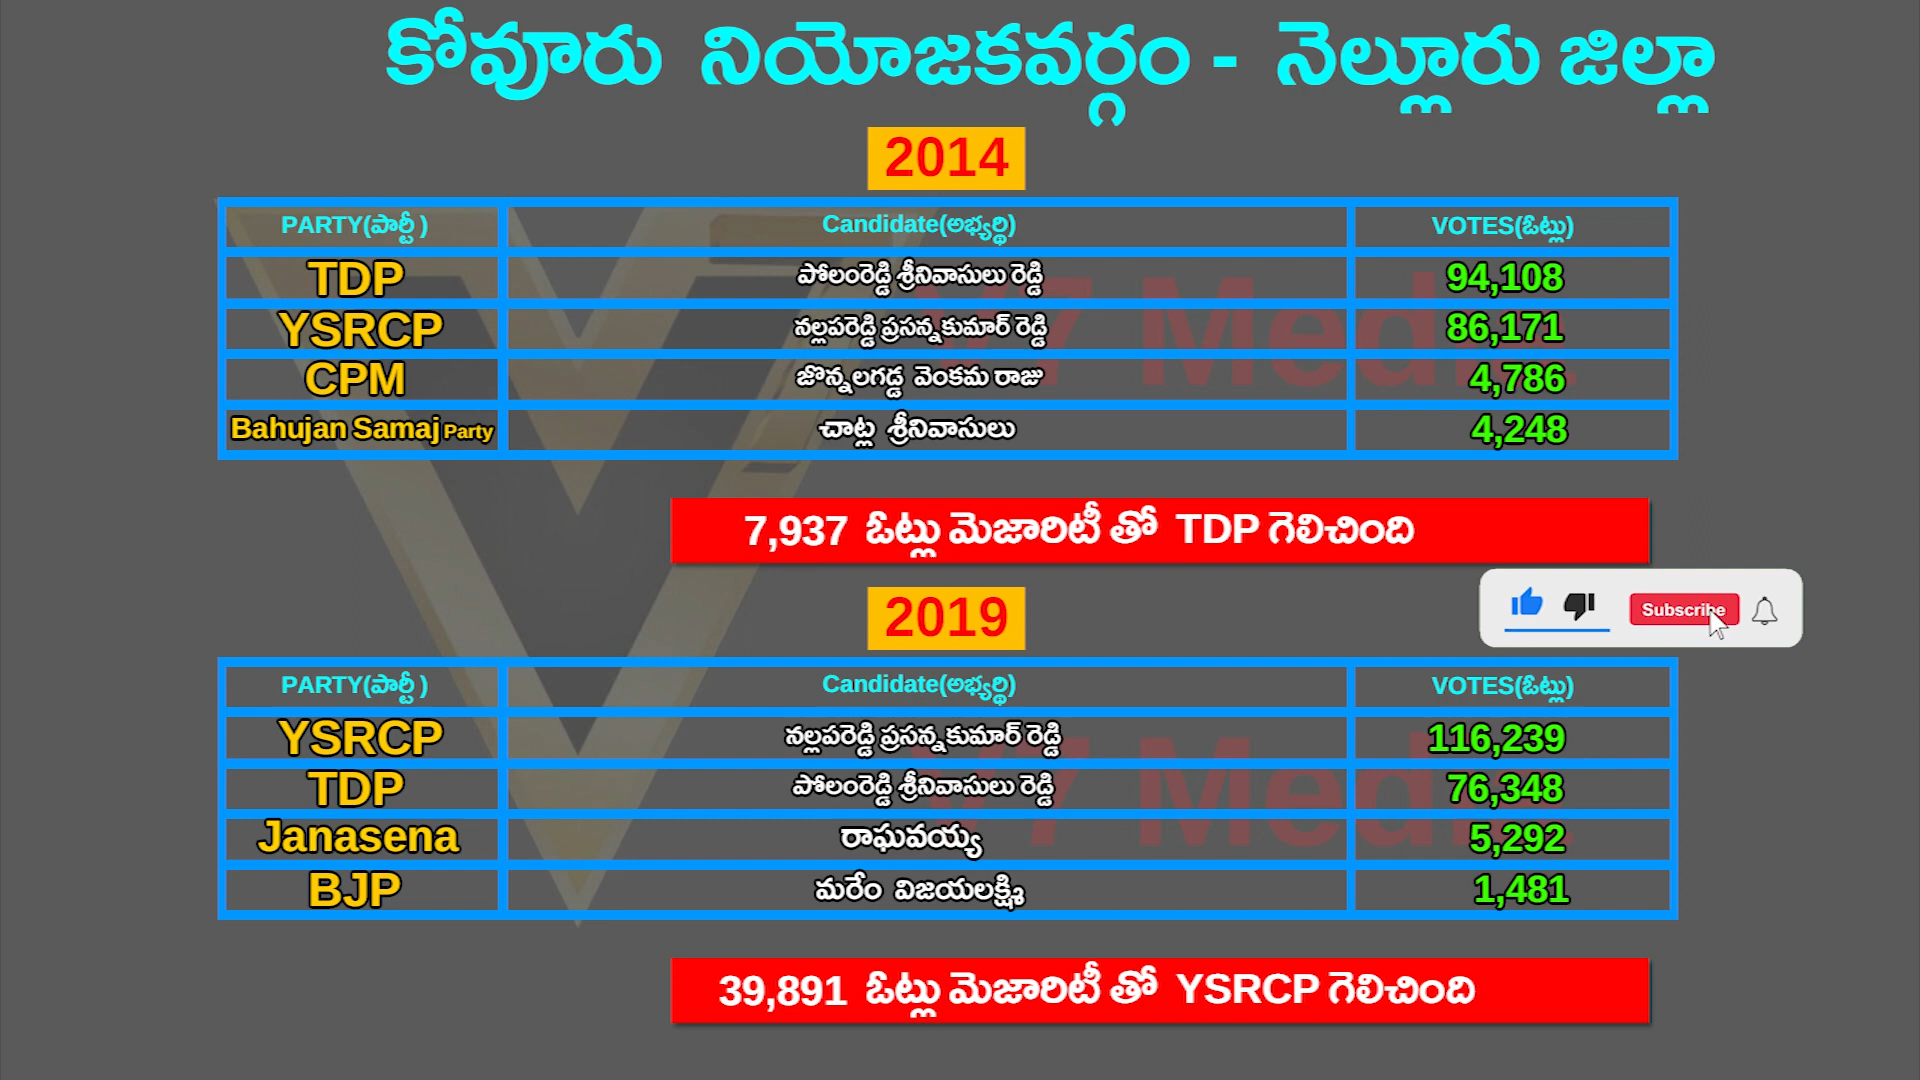 కోవూరు నియోజకవర్గం - నెల్లూరు జిల్లా
2014
PARTY(పార్టీ) Candidate(అభ్యర్థి) VOTES(ఓట్లు)
TDP పోలంరెడ్డి శ్రీనివాసులు రెడ్డి 94,108
YSRCP నల్లపరెడ్డి ప్రసన్నకుమార్ రెడ్డి 86,171
CPM జొన్నలగడ్డ వెంకమ రాజు 4,786
Bahujan Samaj Party చాట్ల శ్రీనివాసులు 4,248
7,937 ఓట్లు మెజారిటీ తో TDP గెలిచింది
2019
Subscribe
PARTY(పార్టీ) Candidate(అభ్యర్థి) VOTES(ఓట్లు)
YSRCP నల్లపరెడ్డి ప్రసన్నకుమార్ రెడ్డి 116,239
TDP పోలంరెడ్డి శ్రీనివాసులు రెడ్డి 76,348
Janasena రాఘవయ్య 5,292
BJP మరేం విజయలక్ష్మి 1,481
39,891 ఓట్లు మెజారిటీ తో YSRCP గెలిచింది